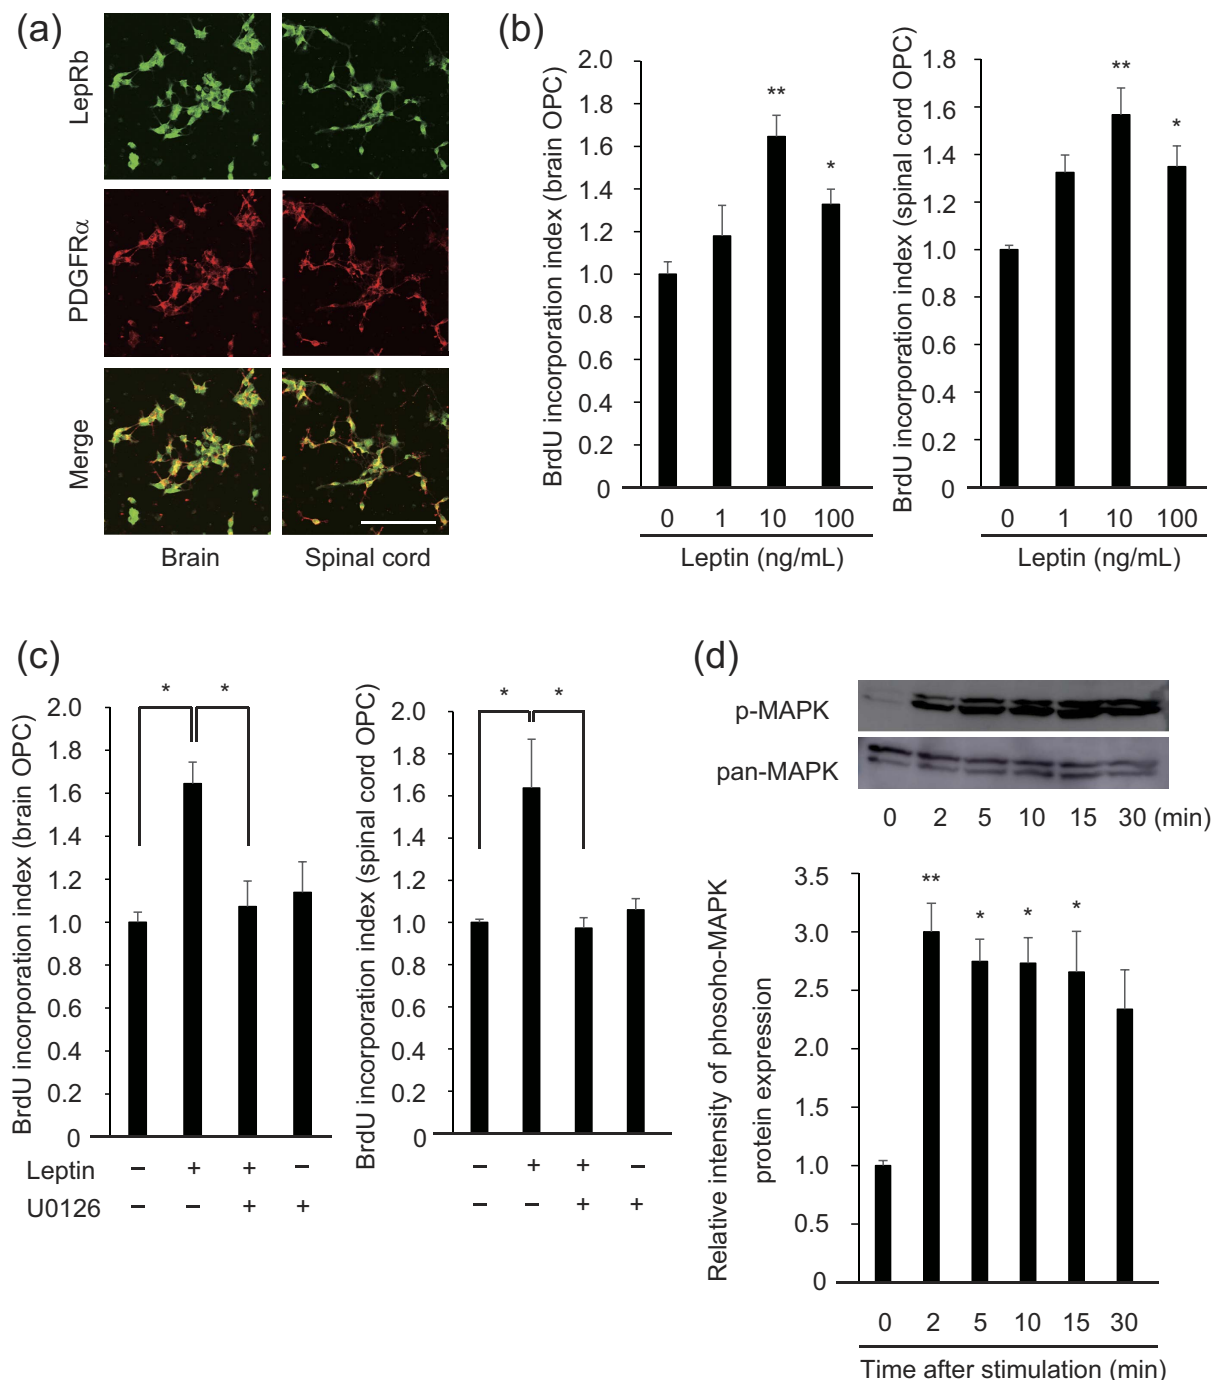 (a)
LepRb
PDGFRα
Merge
Brain Spinal cord
(b)
BrdU incorporation index (brain OPC)
2.0
1.8
1.6
1.4
1.2
1.0
0.8
0.6
0.4
0.2
0
** *
0 1 10 100
Leptin (ng/mL)
BrdU incorporation index (spinal cord OPC)
1.8
1.6
1.4
1.2
1.0
0.8
0.6
0.4
0.2
0
** *
0 1 10 100
Leptin (ng/mL)
(c)
BrdU incorporation index (brain OPC)
* *
2.0
1.8
1.6
1.4
1.2
1.0
0.8
0.6
0.4
0.2
0
Leptin − + + −
U0126 − − + +
BrdU incorporation index (spinal cord OPC)
* *
2.0
1.8
1.6
1.4
1.2
1.0
0.8
0.6
0.4
0.2
0
− + + −
− − + +
(d)
p-MAPK
pan-MAPK
0 2 5 10 15 30 (min)
Relative intensity of phosoho-MAPK
protein expression
3.5
3.0
2.5
2.0
1.5
1.0
0.5
0
** * * *
0 2 5 10 15 30
Time after stimulation (min)